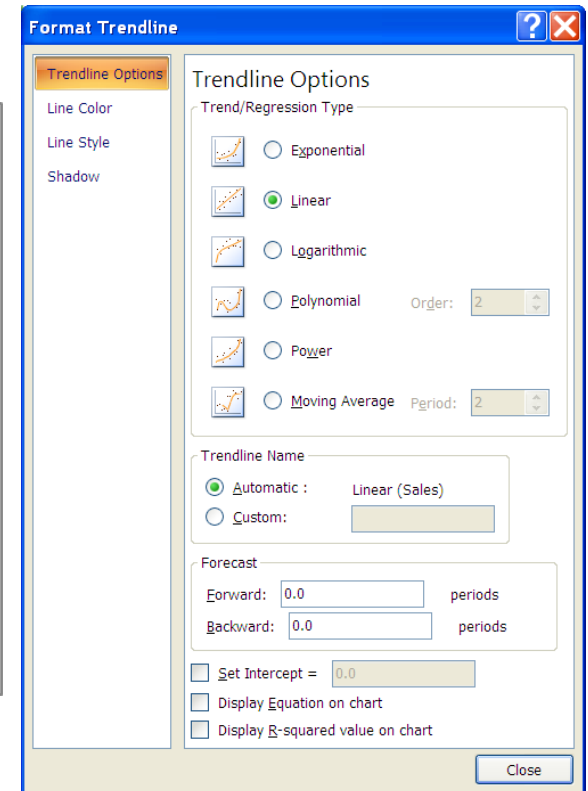 Format Trendline
Trendline Options
Line Color
Line Style
Shadow
Trendline Options
Trend/Regression Type
Exponential
Linear
Logarithmic
Polynomial Order: 2
Power
Moving Average Period: 2
Trendline Name
Automatic : Linear (Sales)
Custom:
Forecast
Forward: 0.0 periods
Backward: 0.0 periods
Set Intercept = 0.0
Display Equation on chart
Display R-squared value on chart
Close